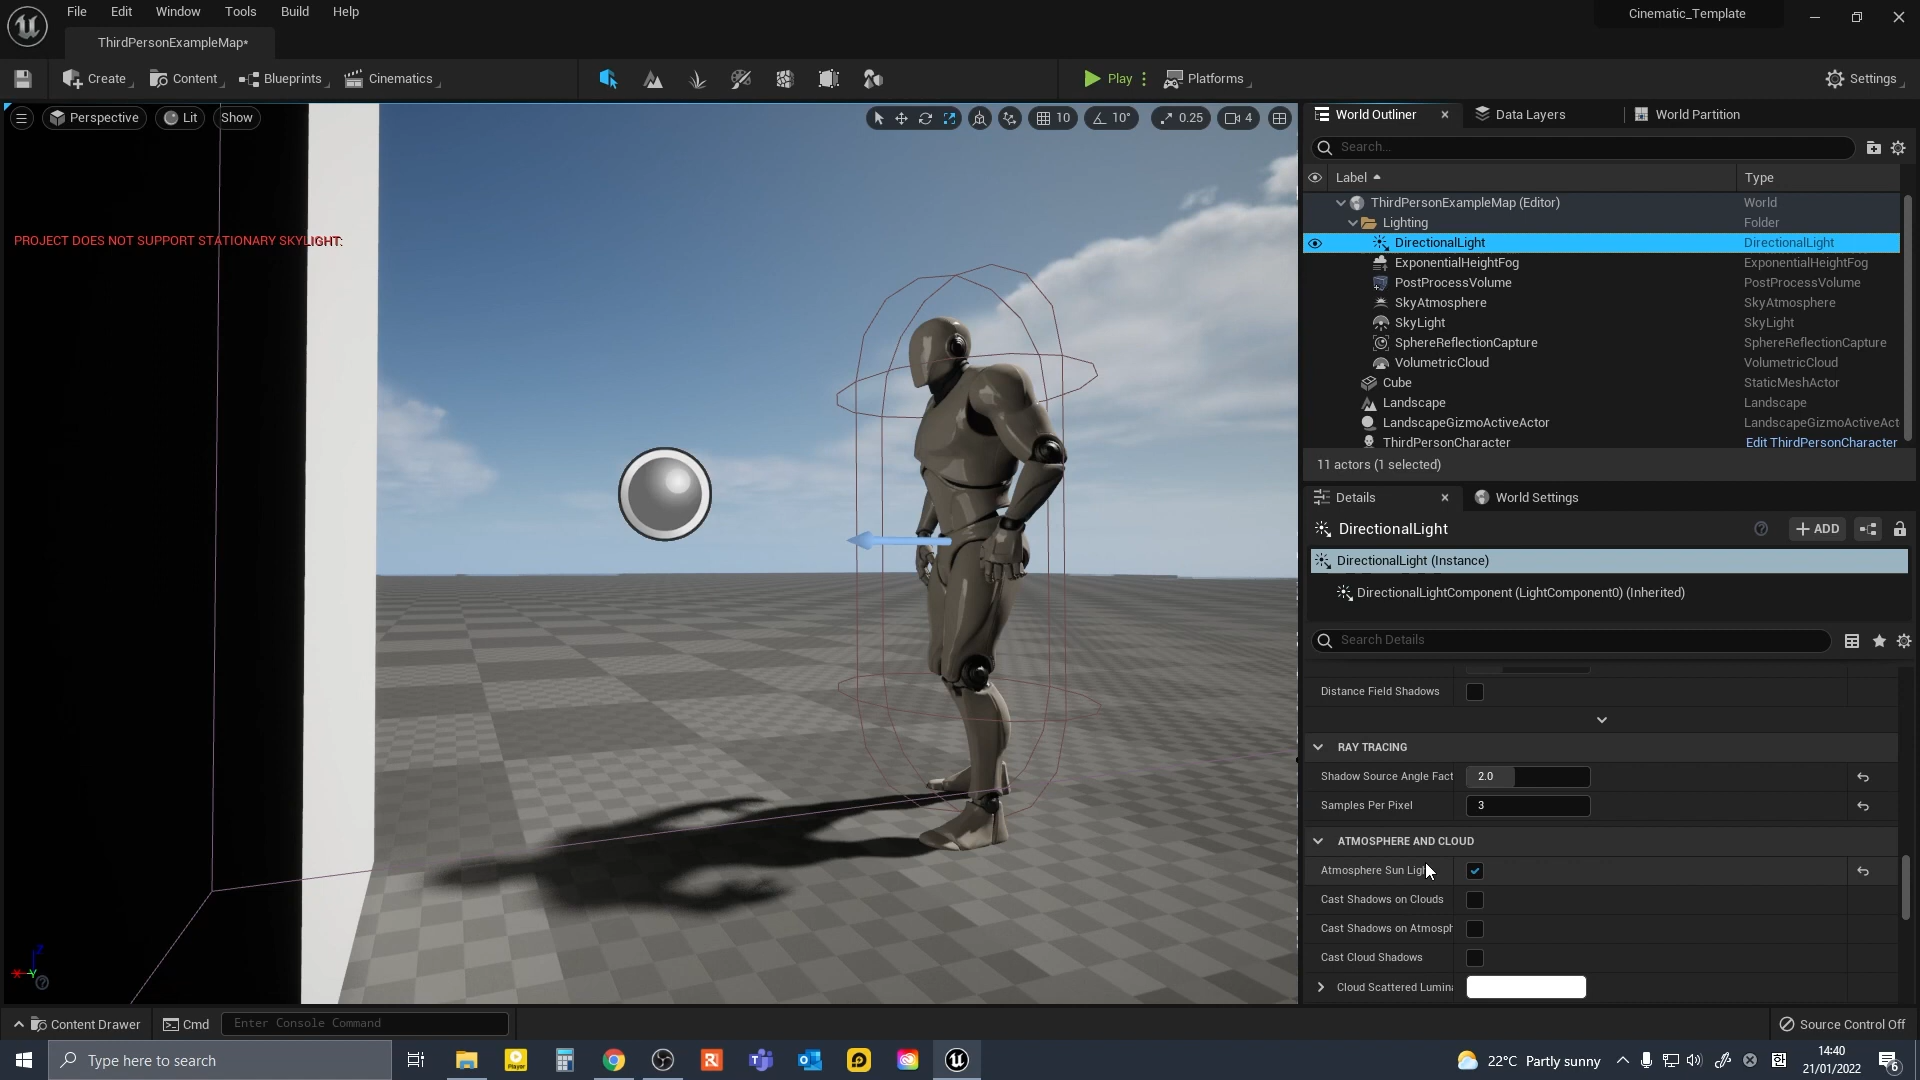 File Edit Window Tools Build Help
Cinematic_Template
ThirdPersonExampleMap*
Create Content Blueprints Cinematics Play Platforms Settings
Perspective Lit Show 10 10° 0.25 4
PROJECT DOES NOT SUPPORT STATIONARY SKYLIGHT:
World Outliner Data Layers World Partition
Search...
Label Type
ThirdPersonExampleMap (Editor) World
Lighting Folder
DirectionalLight DirectionalLight
ExponentialHeightFog ExponentialHeightFog
PostProcessVolume PostProcessVolume
SkyAtmosphere SkyAtmosphere
SkyLight SkyLight
SphereReflectionCapture SphereReflectionCapture
VolumetricCloud VolumetricCloud
Cube StaticMeshActor
Landscape Landscape
LandscapeGizmoActiveActor LandscapeGizmoActiveAct
ThirdPersonCharacter Edit ThirdPersonCharacter
11 actors (1 selected)
Details World Settings
DirectionalLight + ADD
DirectionalLight (Instance)
DirectionalLightComponent (LightComponent0) (Inherited)
Search Details
Distance Field Shadows
RAY TRACING
Shadow Source Angle Fact 2.0
Samples Per Pixel 3
ATMOSPHERE AND CLOUD
Atmosphere Sun Ligh
Cast Shadows on Clouds
Cast Shadows on Atmosph
Cast Cloud Shadows
Cloud Scattered Lumina
Content Drawer Cmd Enter Console Command Source Control Off
Type here to search
Player
22°C Partly sunny
14:40
21/01/2022
6